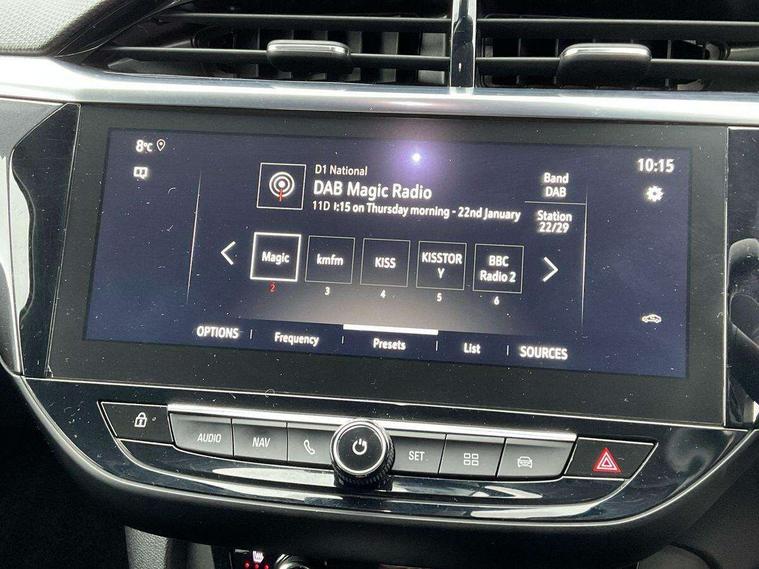 8°C
10:15
D1 National
DAB Magic Radio
:15 on Thursday morning - 22nd January
Band
DAB
Station
22/29
Magic
kmfm
KISS
KISSTOR
Y
BBC
Radio 2
2
3
4
5
6
OPTIONS
Frequency
Presets
List
SOURCES
AUDIO
NAV
SET